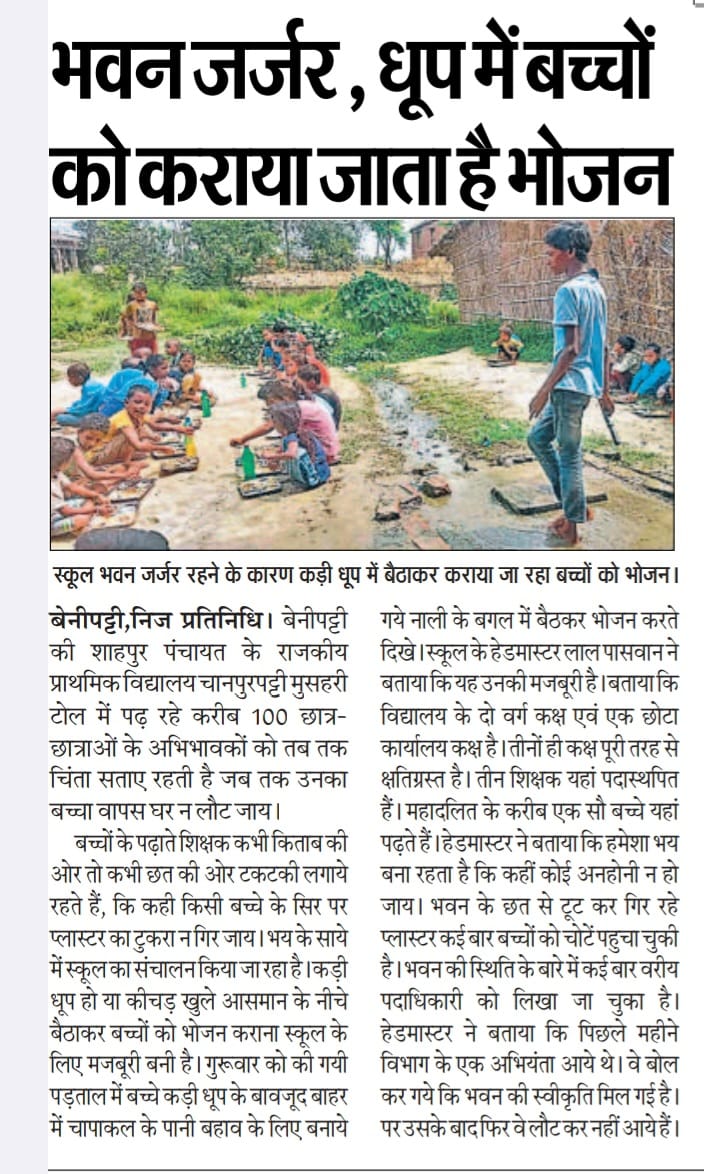 भवन जर्जर , धूप में बच्चों
को कराया जाता है भोजन
स्कूल भवन जर्जर रहने के कारण कड़ी धूप में बैठाकर कराया जा रहा बच्चों को भोजन।
बेनीपट्टी,निज प्रतिनिधि। बेनीपट्टी
की शाहपुर पंचायत के राजकीय
प्राथमिक विद्यालय चानपुरपट्टी मुसहरी
टोल में पढ़ रहे करीब 100 छात्र-
छात्राओं के अभिभावकों को तब तक
चिंता सताए रहती है जब तक उनका
बच्चा वापस घर न लौट जाय।
बच्चों के पढ़ाते शिक्षक कभी किताब की
ओर तो कभी छत की ओर टकटकी लगाये
रहते हैं, कि कही किसी बच्चे के सिर पर
प्लास्टर का टुकरा न गिर जाय। भय के साये
में स्कूल का संचालन किया जा रहा है। कड़ी
धूप हो या कीचड़ खुले आसमान के नीचे
बैठाकर बच्चों को भोजन कराना स्कूल के
लिए मजबूरी बनी है। गुरूवार को की गयी
पड़ताल में बच्चे कड़ी धूप के बावजूद बाहर
में चापाकल के पानी बहाव के लिए बनाये
गये नाली के बगल में बैठकर भोजन करते
दिखे। स्कूल के हेडमास्टर लाल पासवान ने
बताया कि यह उनकी मजबूरी है। बताया कि
विद्यालय के दो वर्ग कक्ष एवं एक छोटा
कार्यालय कक्ष है। तीनों ही कक्ष पूरी तरह से
क्षतिग्रस्त है। तीन शिक्षक यहां पदास्थपित
हैं। महादलित के करीब एक सौ बच्चे यहां
पढ़ते हैं। हेडमास्टर ने बताया कि हमेशा भय
बना रहता है कि कहीं कोई अनहोनी न हो
जाय। भवन के छत से टूट कर गिर रहे
प्लास्टर कई बार बच्चों को चोटें पहुचा चुकी
है। भवन की स्थिति के बारे में कई बार वरीय
पदाधिकारी को लिखा जा चुका है।
हेडमास्टर ने बताया कि पिछले महीने
विभाग के एक अभियंता आये थे। वे बोल
कर गये कि भवन की स्वीकृति मिल गई है।
पर उसके बाद फिर वे लौट कर नहीं आये हैं।